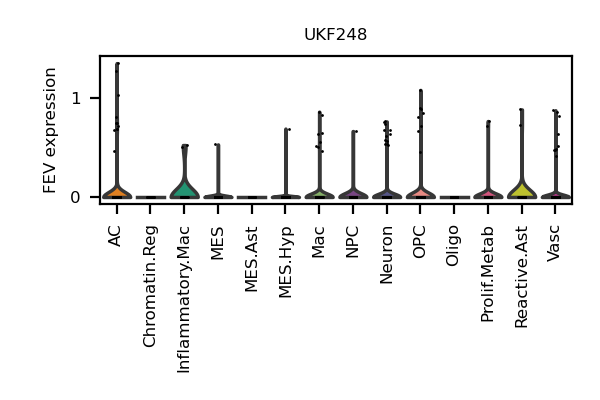 UKF248
FEV expression
1
0
AC
Chromatin.Reg
Inflammatory.Mac
MES
MES.Ast
MES.Hyp
Mac
NPC
Neuron
OPC
Oligo
Prolif.Metab
Reactive.Ast
Vasc